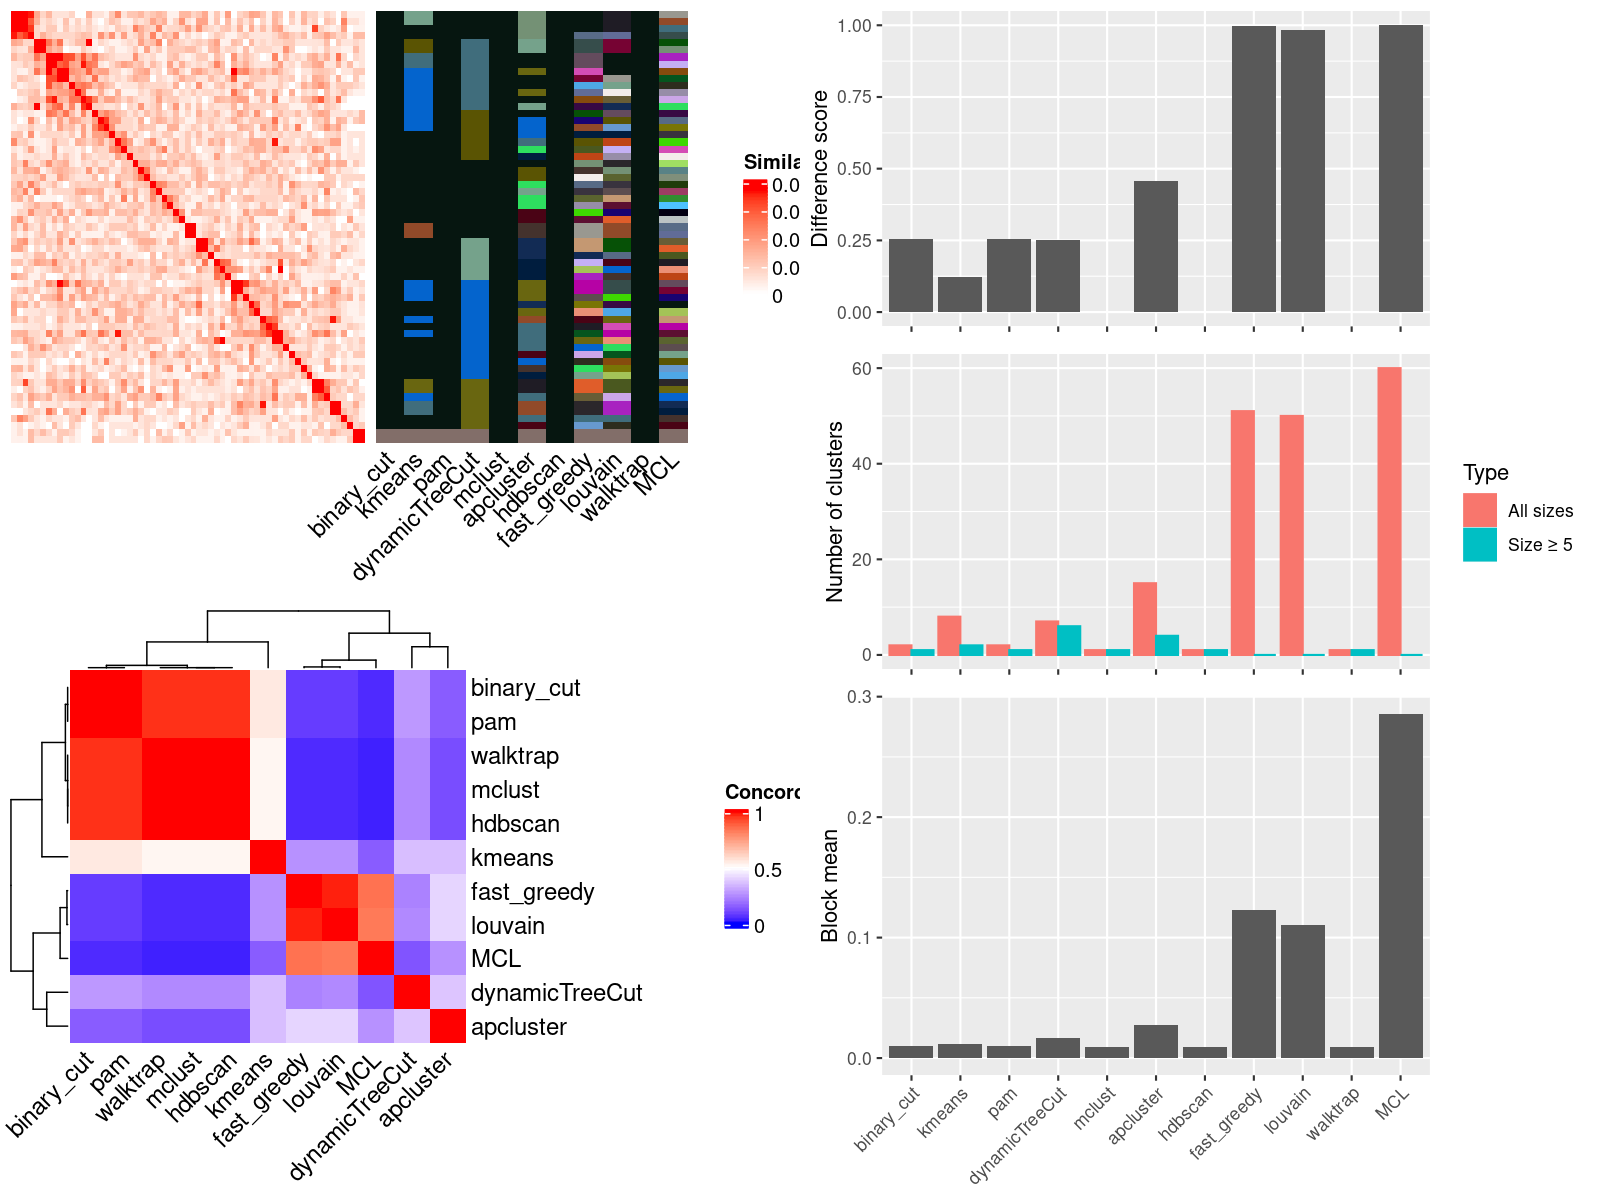 Simila
0.0
0.0
0.0
0.0
0
binary_cut
kmeans
pam
dynamicTreeCut
mclust
apcluster
hdbscan
fast_greedy
louvain
walktrap
MCL
binary_cut
pam
walktrap
mclust
hdbscan
kmeans
fast_greedy
louvain
MCL
dynamicTreeCut
apcluster
binary_cut
pam
walktrap
mclust
hdbscan
kmeans
fast_greedy
louvain
MCL
dynamicTreeCut
apcluster
Concord
1
0.5
0
Difference score
1.00
0.75
0.50
0.25
0.00
Number of clusters
60
40
20
0
Type
All sizes
Size ≥ 5
Block mean
0.3
0.2
0.1
0.0
binary_cut
kmeans
pam
dynamicTreeCut
mclust
apcluster
hdbscan
fast_greedy
louvain
walktrap
MCL